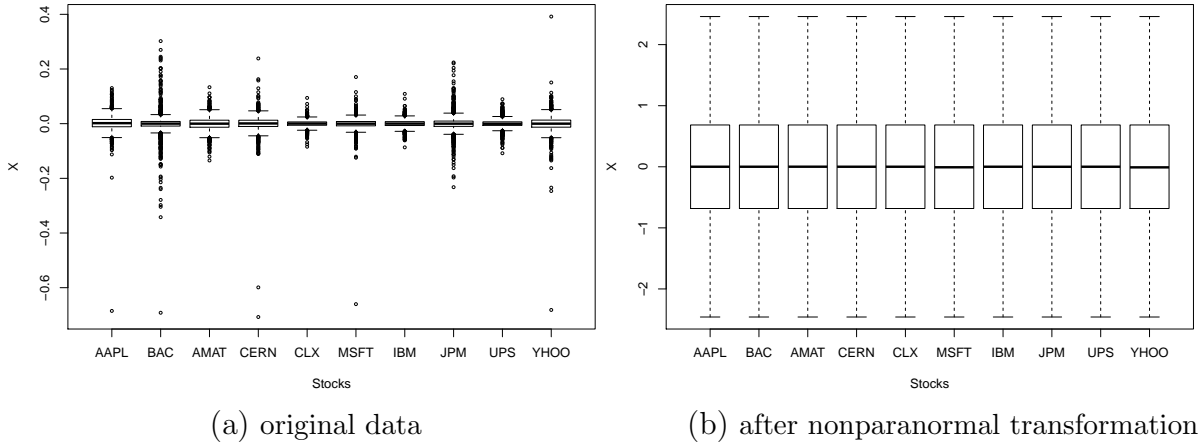 0.4
0.2
0.0
−0.2
−0.4
−0.6
X
AAPL BAC AMAT CERN CLX MSFT IBM JPM UPS YHOO
Stocks
(a) original data
2
1
0
−1
−2
X
AAPL BAC AMAT CERN CLX MSFT IBM JPM UPS YHOO
Stocks
(b) after nonparanormal transformation